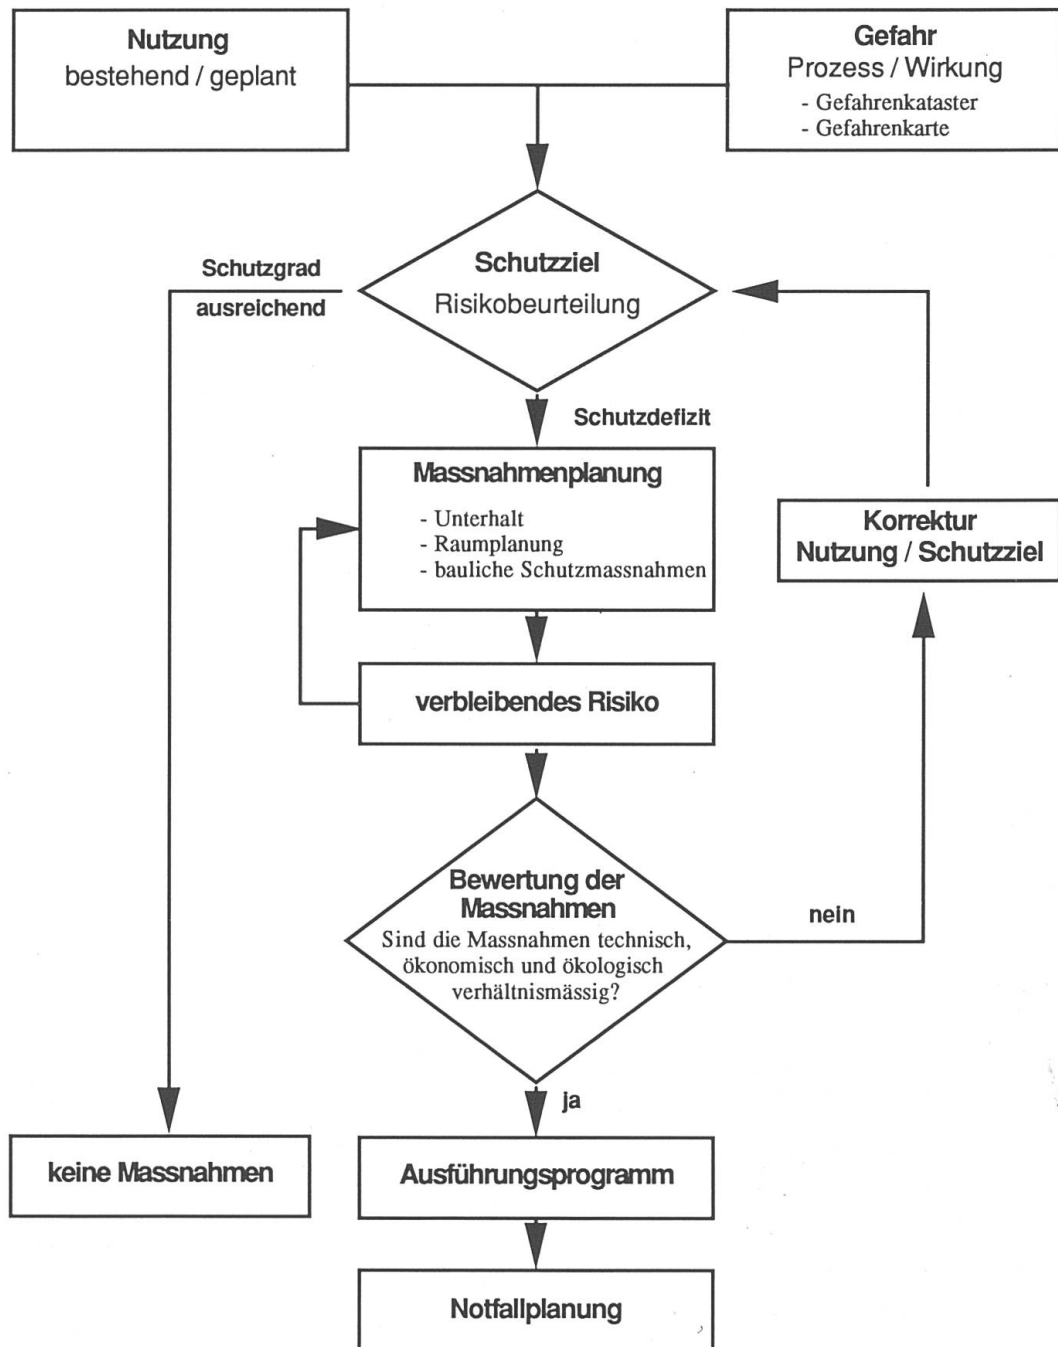 Nutzung
bestehend / geplant
Gefahr
Prozess / Wirkung
- Gefahrenkataster
- Gefahrenkarte
Schutzziel
Risikobeurteilung
Schutzgrad
ausreichend
Schutzdefizit
Massnahmenplanung
- Unterhalt
- Raumplanung
- bauliche Schutzmassnahmen
Korrektur
Nutzung / Schutzziel
verbleibendes Risiko
Bewertung der
Massnahmen
Sind die Massnahmen technisch,
ökonomisch und ökologisch
verhältnismässig?
nein
ja
keine Massnahmen
Ausführungsprogramm
Notfallplanung